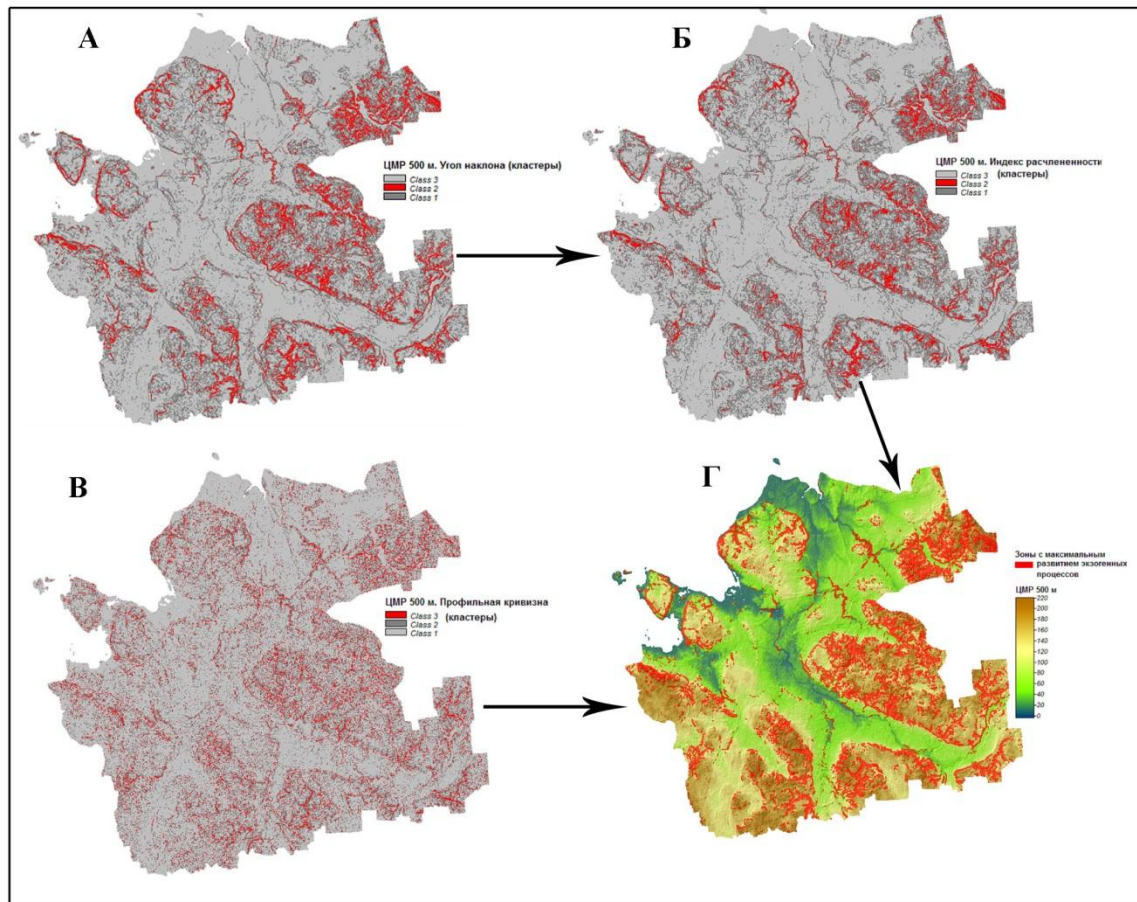 А
Б
ЦМР 500 м. Угол наклона (кластеры)
Class 3
Class 2
Class 1
ЦМР 500 м. Индекс расчлененности
(кластеры)
Class 3
Class 2
Class 1
В
Г
ЦМР 500 м. Профильная кривизна
(кластеры)
Class 3
Class 2
Class 1
Зоны с максимальным
развитием экзогенных
процессов
ЦМР 500 м
220
200
180
160
140
120
100
80
60
40
20
0